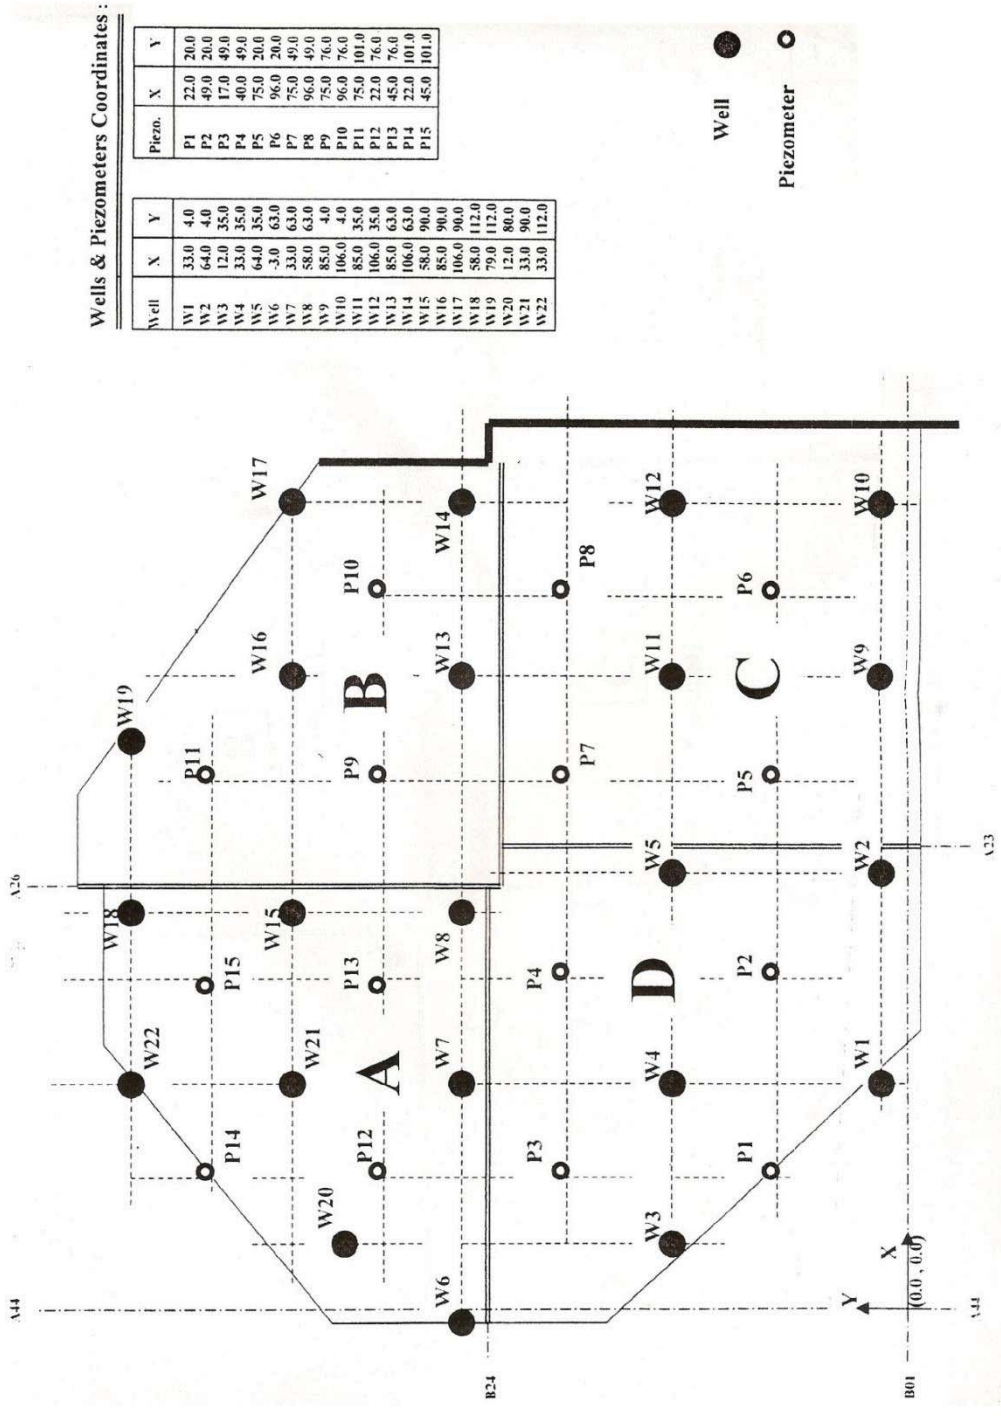 A44
A26
W22
W18
W19
P14
P15
P11
W17
W20
W21
W15
W16
P12
P13
P9
P10
A
B
W6
W7
W8
W13
W14
B24
P3
P4
P7
P8
W3
W4
W5
W11
W12
D
C
P1
P2
P5
P6
Y
W1
W2
W9
W10
X
B01
(0.0 , 0.0)
A44
A23
Wells & Piezometers Coordinates :
Well X Y
W1 33.0 4.0
W2 64.0 4.0
W3 12.0 35.0
W4 33.0 35.0
W5 64.0 35.0
W6 -3.0 63.0
W7 33.0 63.0
W8 58.0 63.0
W9 85.0 4.0
W10 106.0 4.0
W11 85.0 35.0
W12 106.0 35.0
W13 85.0 63.0
W14 106.0 63.0
W15 58.0 90.0
W16 85.0 90.0
W17 106.0 90.0
W18 58.0 112.0
W19 79.0 112.0
W20 12.0 80.0
W21 33.0 90.0
W22 33.0 112.0
Piezo. X Y
P1 22.0 20.0
P2 49.0 20.0
P3 17.0 49.0
P4 40.0 49.0
P5 75.0 20.0
P6 96.0 20.0
P7 75.0 49.0
P8 96.0 49.0
P9 75.0 76.0
P10 96.0 76.0
P11 75.0 101.0
P12 22.0 76.0
P13 45.0 76.0
P14 22.0 101.0
P15 45.0 101.0
Well
Piezometer